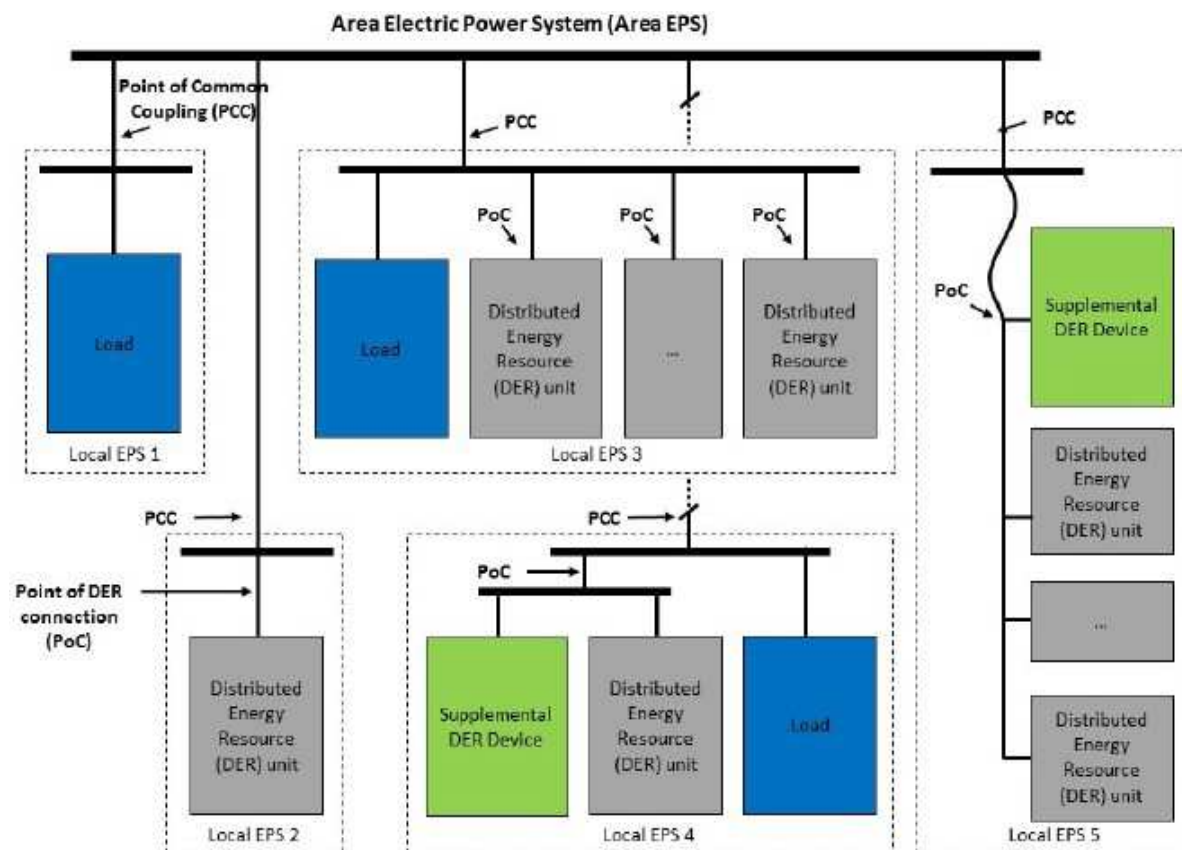 Area Electric Power System (Area EPS)
Point of Common
Coupling (PCC)
PCC
PCC
PoC
PoC
PoC
PoC
Load
Load
Distributed
Energy
Resource
(DER) unit
...
Distributed
Energy
Resource
(DER) unit
Supplemental
DER Device
Local EPS 1
Local EPS 3
Distributed
Energy
Resource
(DER) unit
PCC
PCC
PoC
Point of DER
connection
(PoC)
...
Distributed
Energy
Resource
(DER) unit
Supplemental
DER Device
Distributed
Energy
Resource
(DER) unit
Load
Distributed
Energy
Resource
(DER) unit
Local EPS 2
Local EPS 4
Local EPS 5